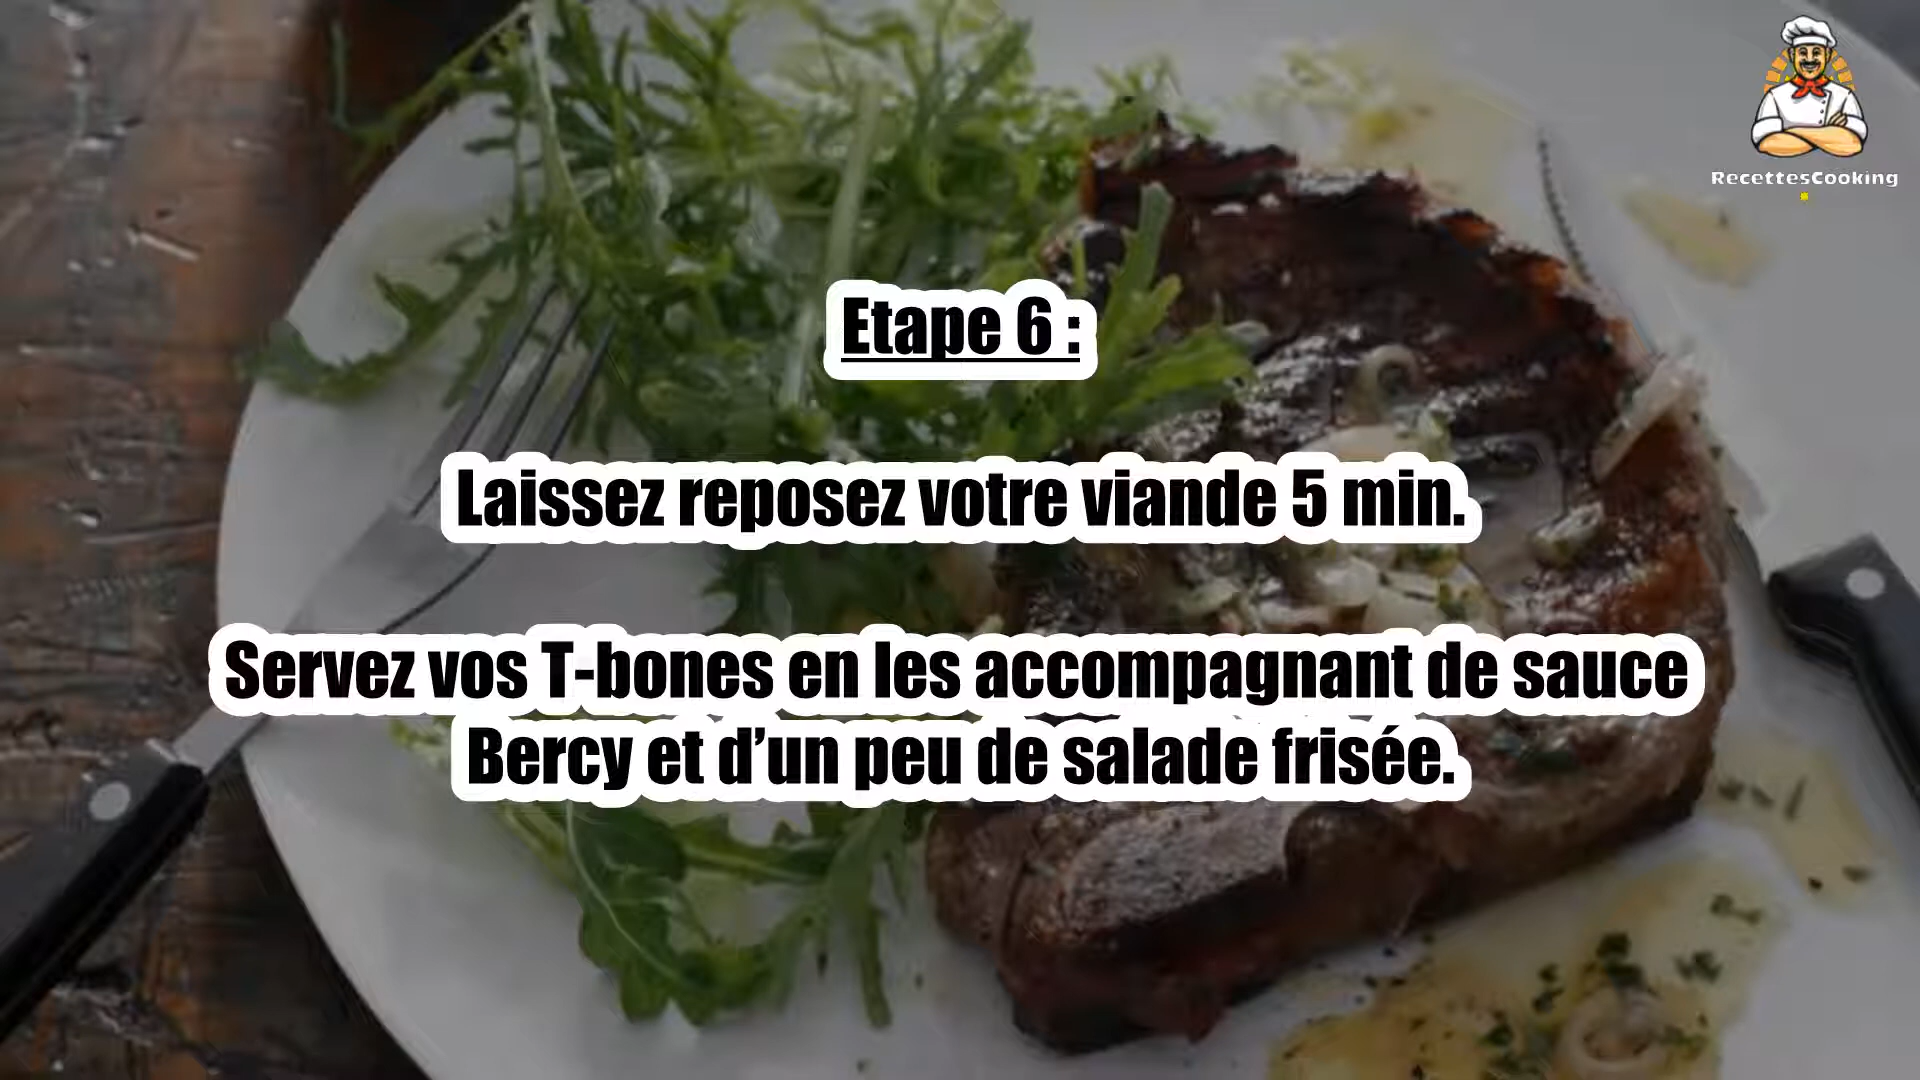 RecettesCooking
Etape 6 :
Laissez reposez votre viande 5 min.
Servez vos T-bones en les accompagnant de sauce
Bercy et d’un peu de salade frisée.